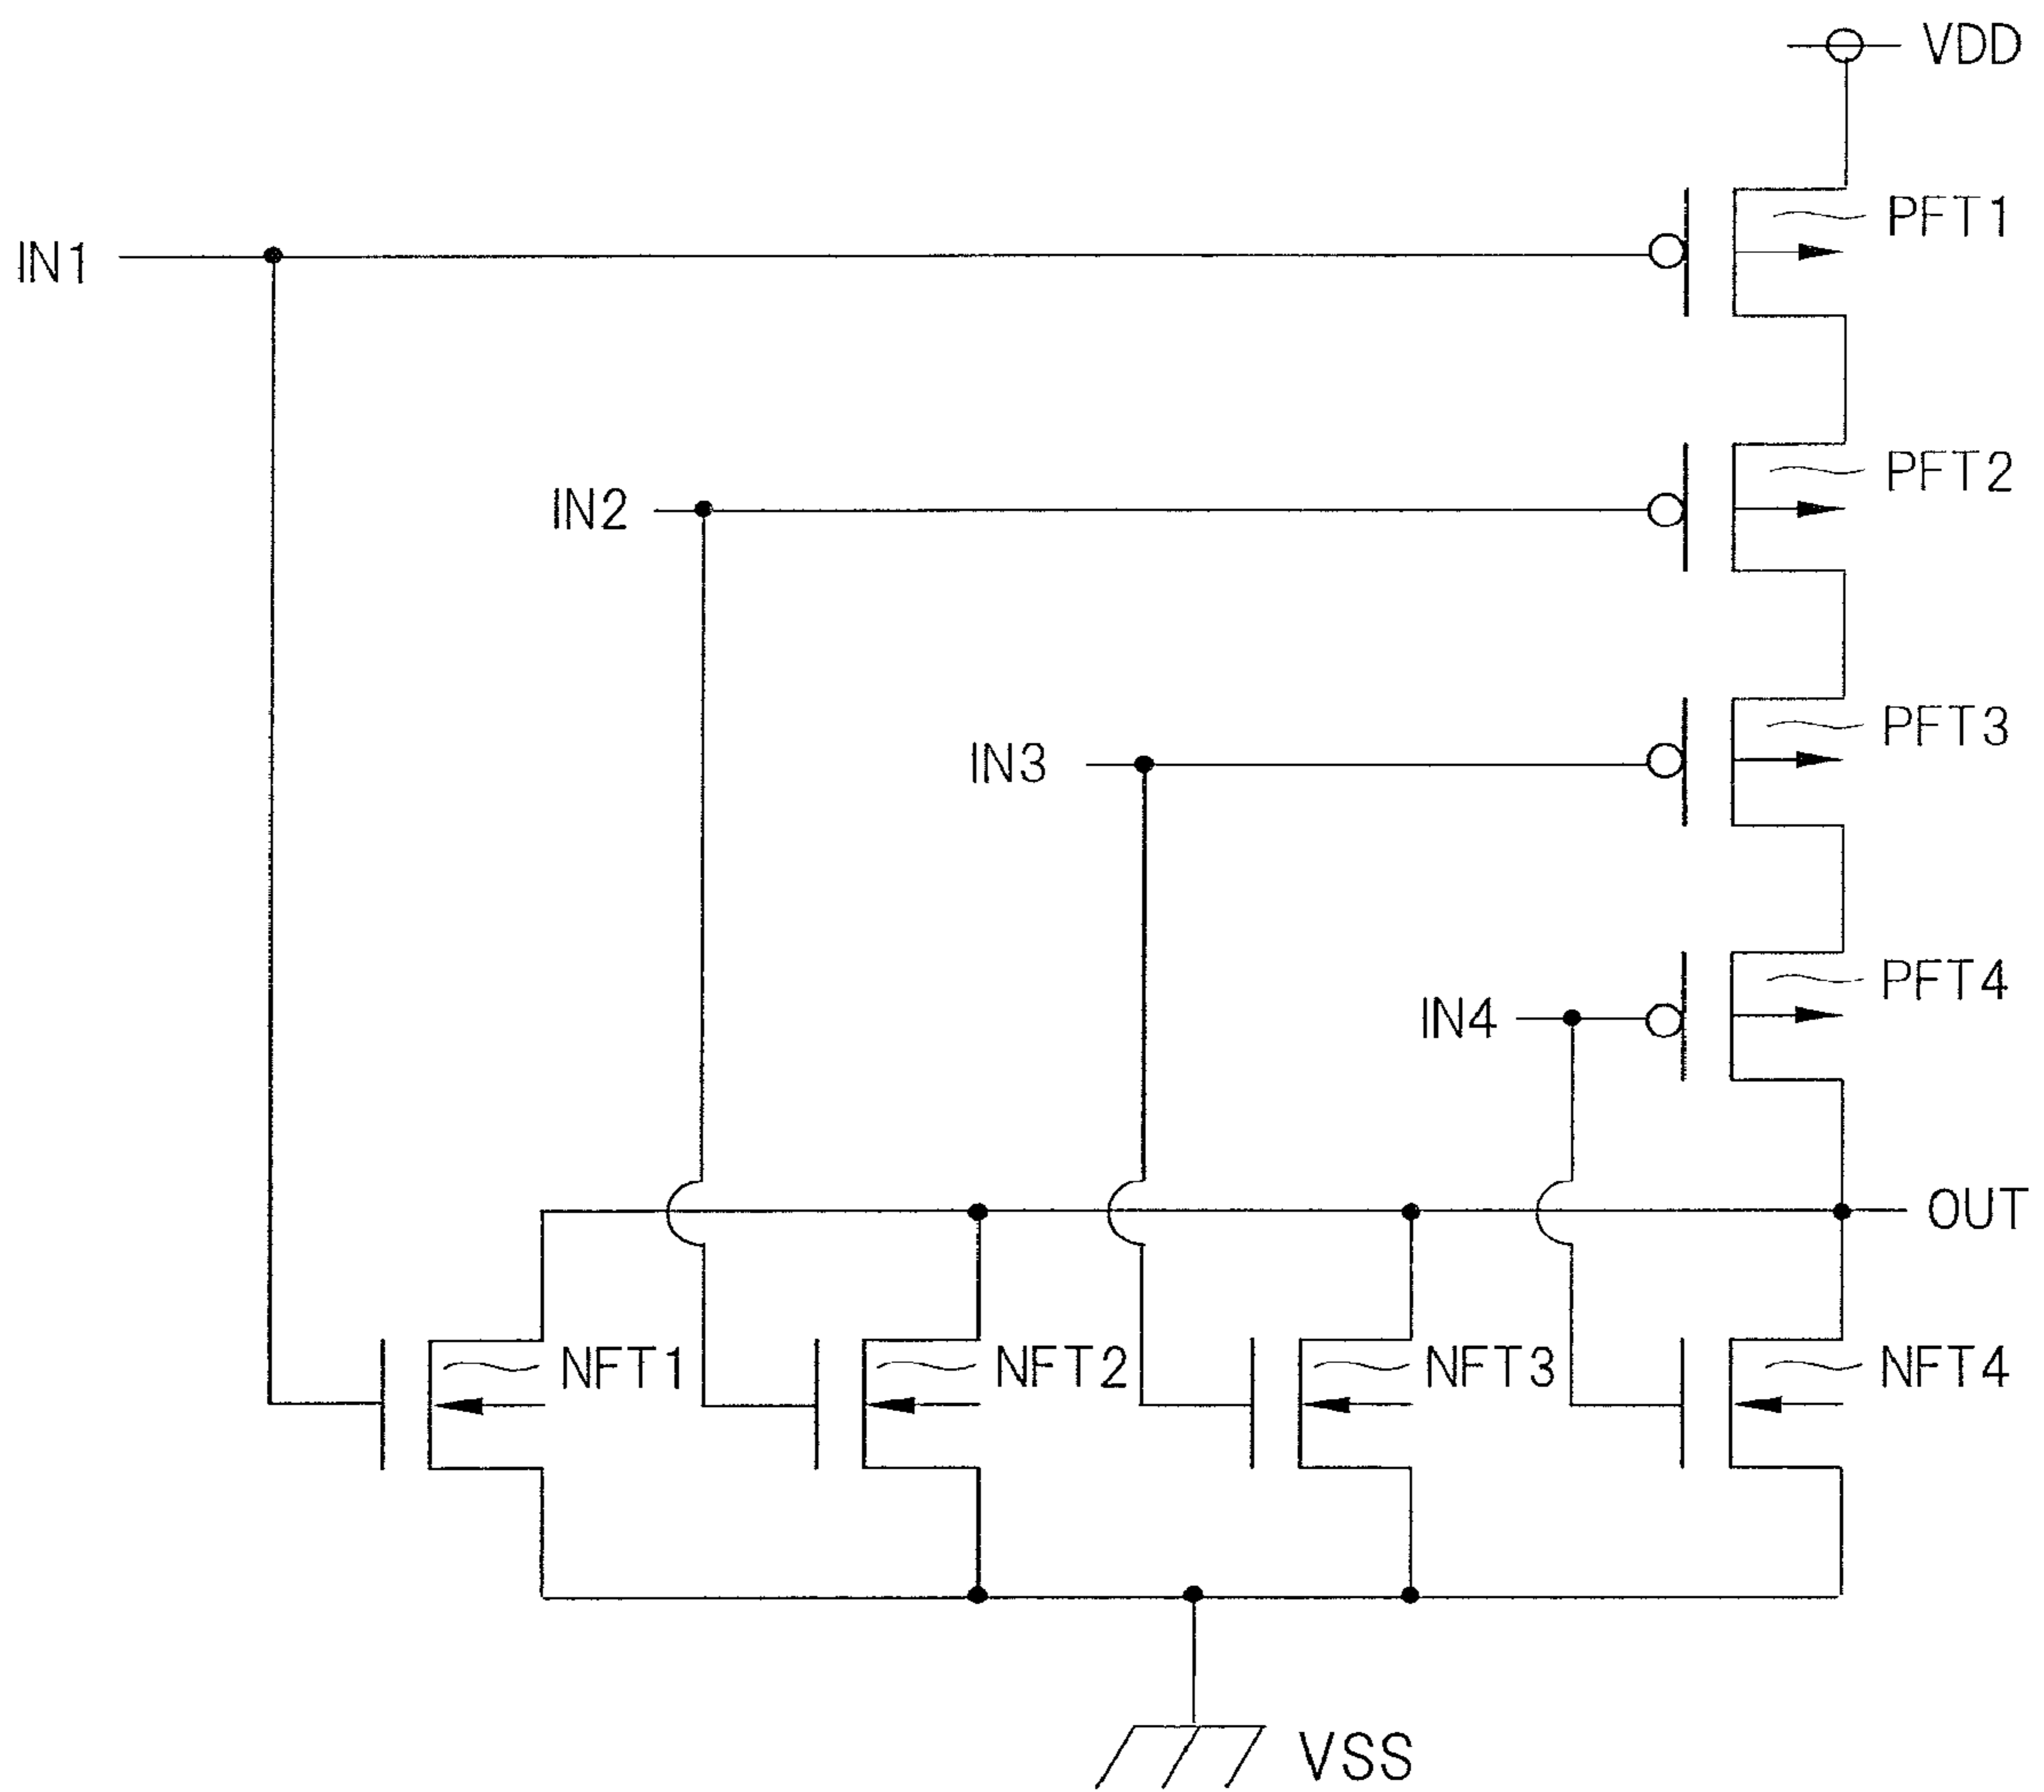 VDD
PFT1
IN1
PFT2
IN2
PFT3
IN3
PFT4
IN4
OUT
NFT1
NFT2
NFT3
NFT4
VSS